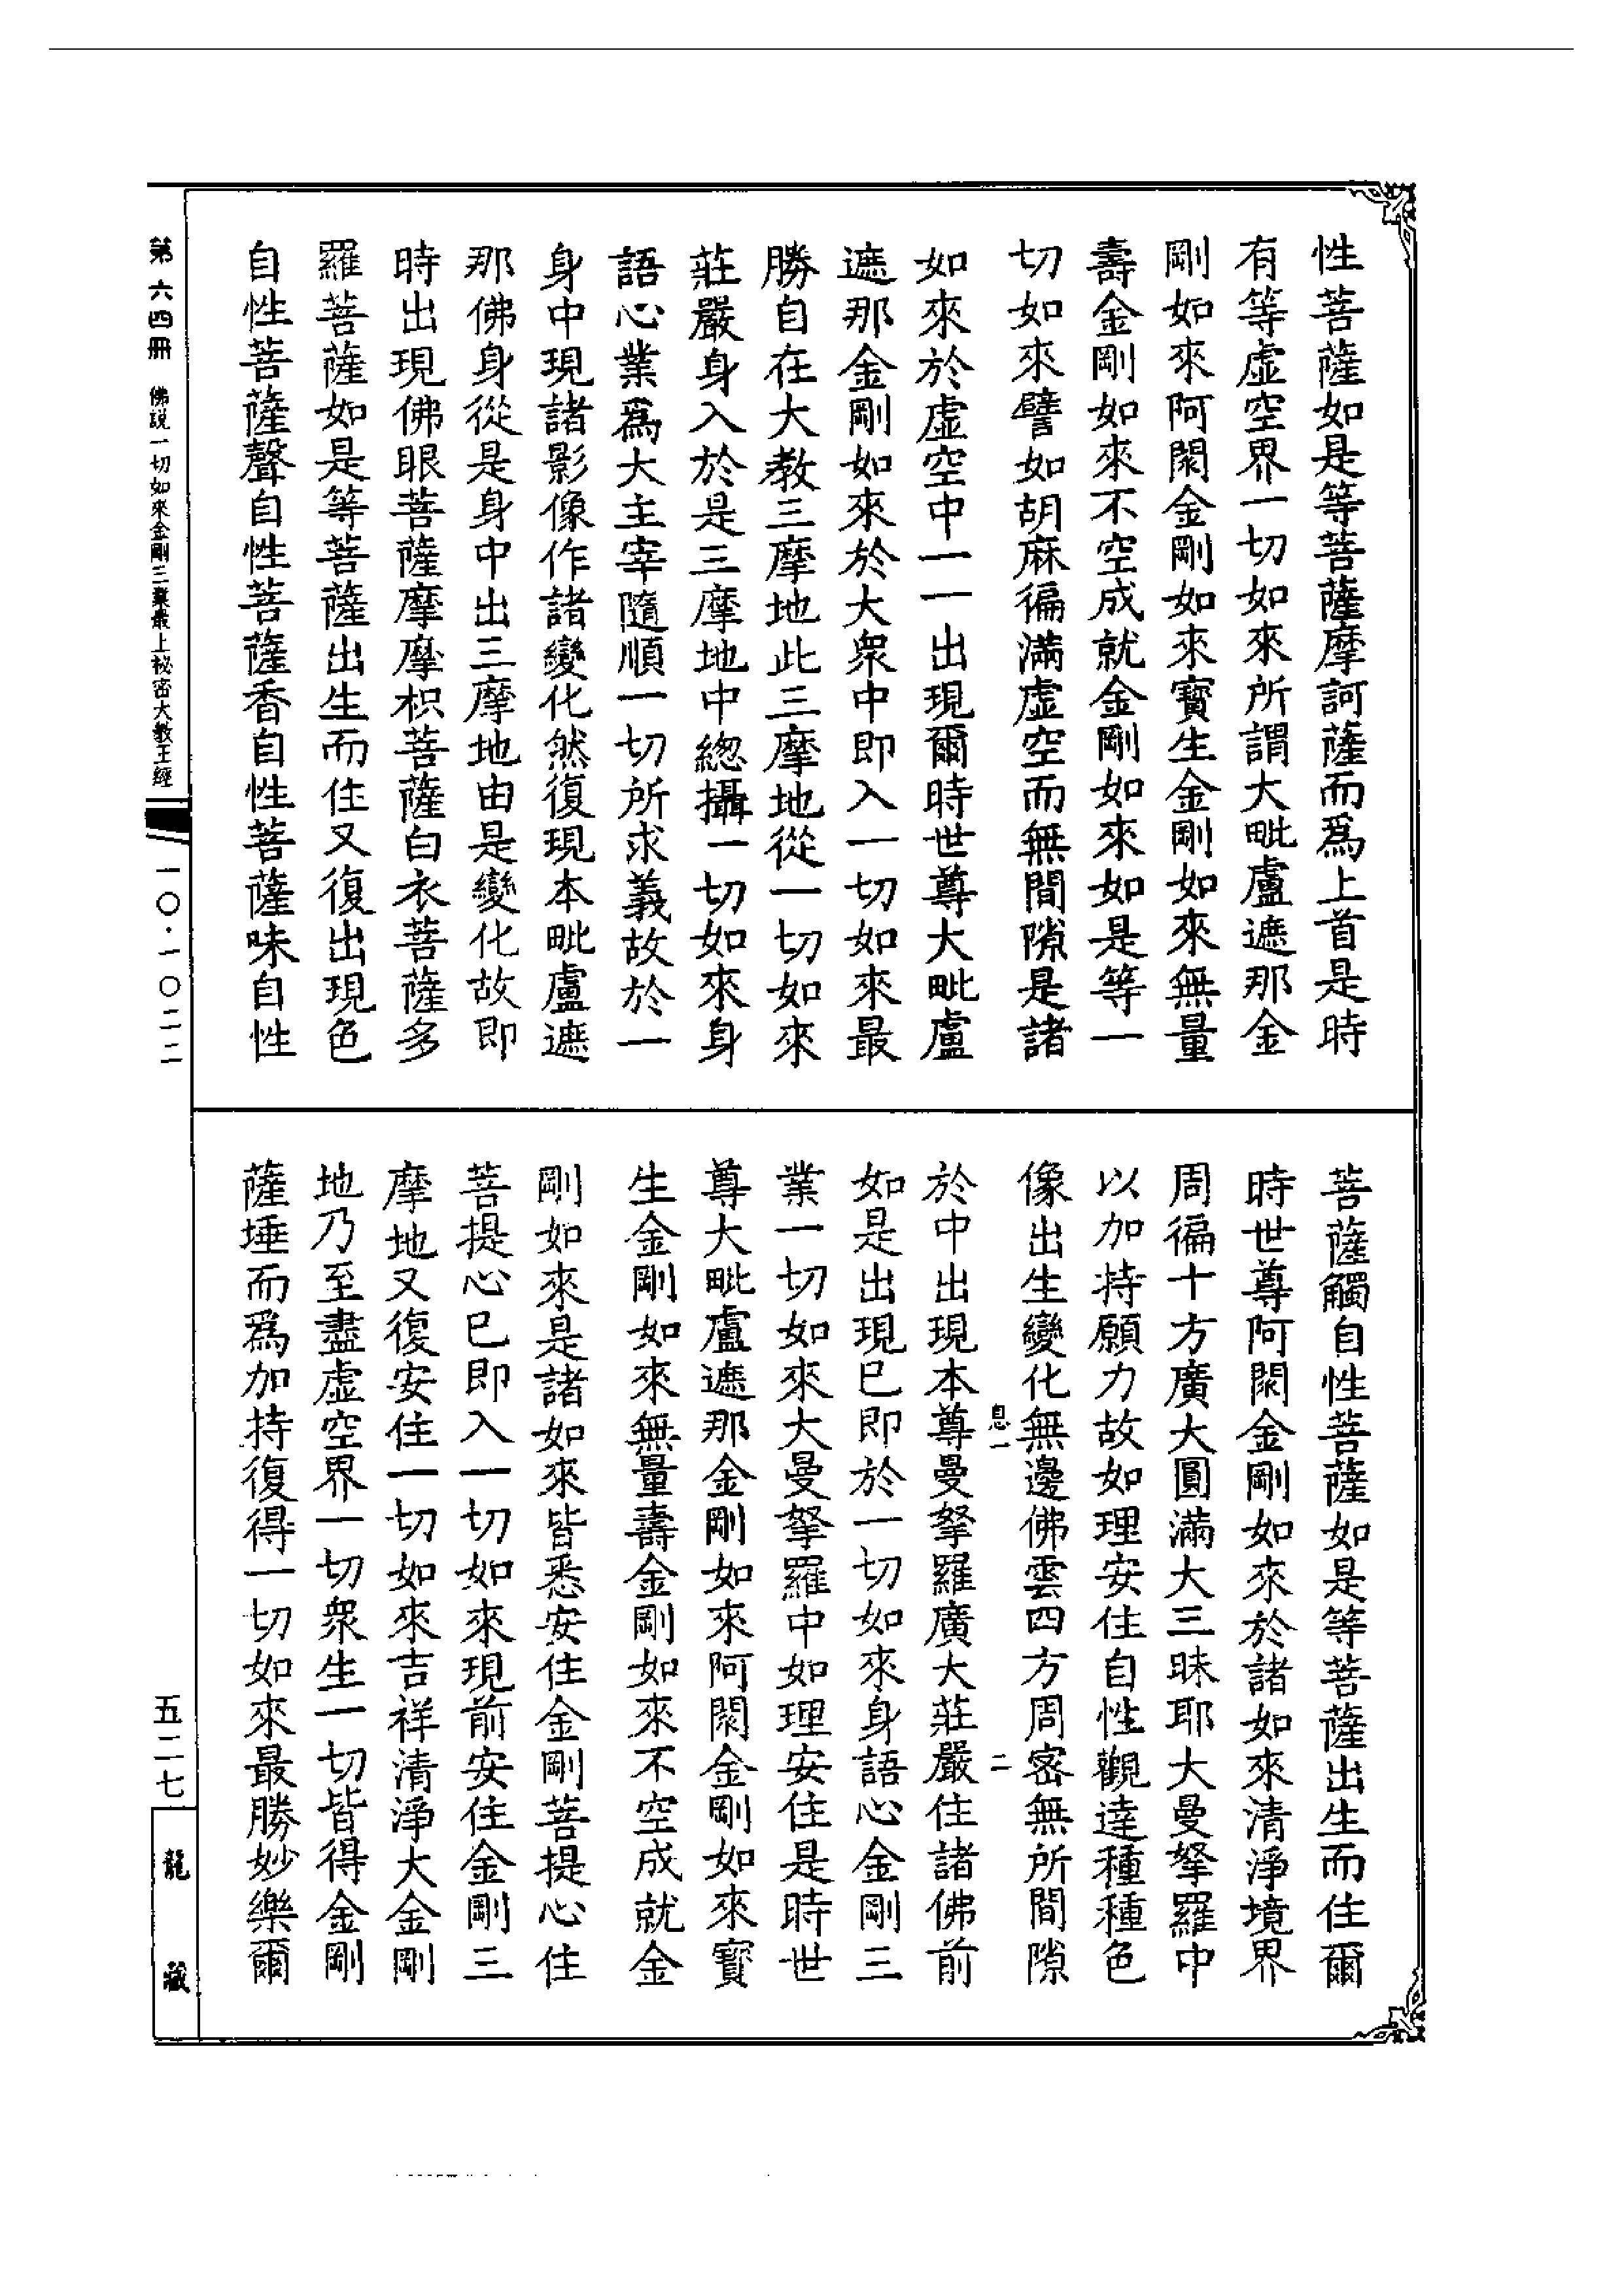 性菩薩如是等菩薩摩訶薩而爲上首是時
有等虛空界一切如來所謂大毗盧遮那金
剛如來阿閦金剛如來寶生金剛如來無量
壽金剛如來不空成就金剛如來如是等一
切如來譬如胡麻徧滿虛空而無間隙是諸
如來於虛空中一一出現爾時世尊大毗盧
遮那金剛如來於大衆中即入一切如來最
勝自在大教三摩地此三摩地從一切如來
莊嚴身入於是三摩地中緫攝一切如來身
語心業爲大主宰隨順一切所求義故於一
身中現諸影像作諸變化然復現本毗盧遮
那佛身從是身中出三摩地由是變化故即
時出現佛眼菩薩摩摩枳菩薩白衣菩薩多
羅菩薩如是等菩薩出生而住又復出現色
自性菩薩聲自性菩薩香自性菩薩味自性
菩薩觸自性菩薩如是等菩薩出生而住爾
時世尊阿閦金剛如來於諸如來清淨境界
周徧十方廣大圓滿大三昧耶大曼拏羅中
以加持願力故如理安住自性觀達種種色
像出生變化無邊佛雲四方周密無所間隙
息一 二
於中出現本尊曼拏羅廣大莊嚴住諸佛前
如是出現已即於一切如來身語心金剛三
業一切如來大曼拏羅中如理安住是時世
尊大毗盧遮那金剛如來阿閦金剛如來寶
生金剛如來無量壽金剛如來不空成就金
剛如來是諸如來皆悉安住金剛菩提心住
菩提心已即入一切如來現前安住金剛三
摩地又復安住一切如來吉祥清淨大金剛
地乃至盡虛空界一切衆生一切皆得金剛
薩埵而爲加持復得一切如來最勝妙樂爾
第六四冊 佛説一切如來金剛三業最上祕密大教王經
一〇·一〇二二
五二七
龍藏